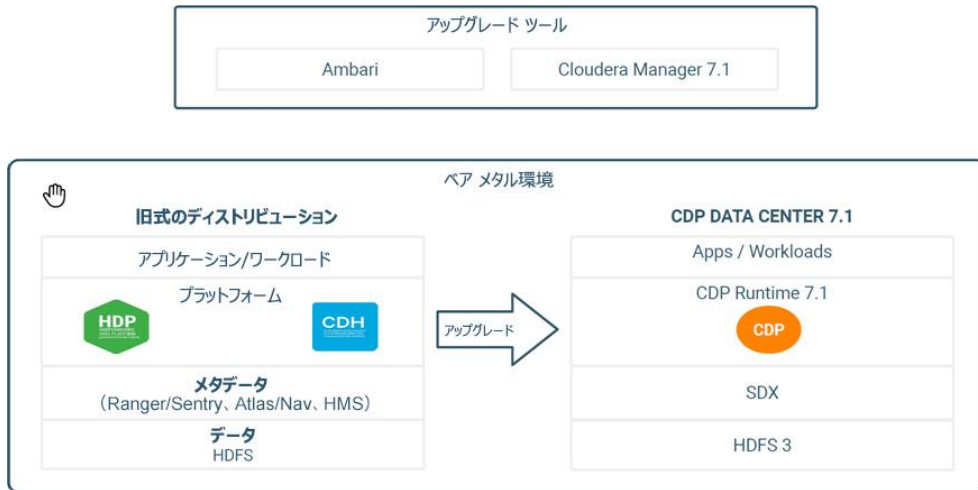 アップグレード ツール
Ambari
Cloudera Manager 7.1
ベア メタル環境
旧式のディストリビューション
アプリケーション/ワークロード
プラットフォーム
HDP
CDH
メタデータ
(Ranger/Sentry、Atlas/Nav、HMS)
データ
HDFS
アップグレード
CDP DATA CENTER 7.1
Apps / Workloads
CDP Runtime 7.1
CDP
SDX
HDFS 3